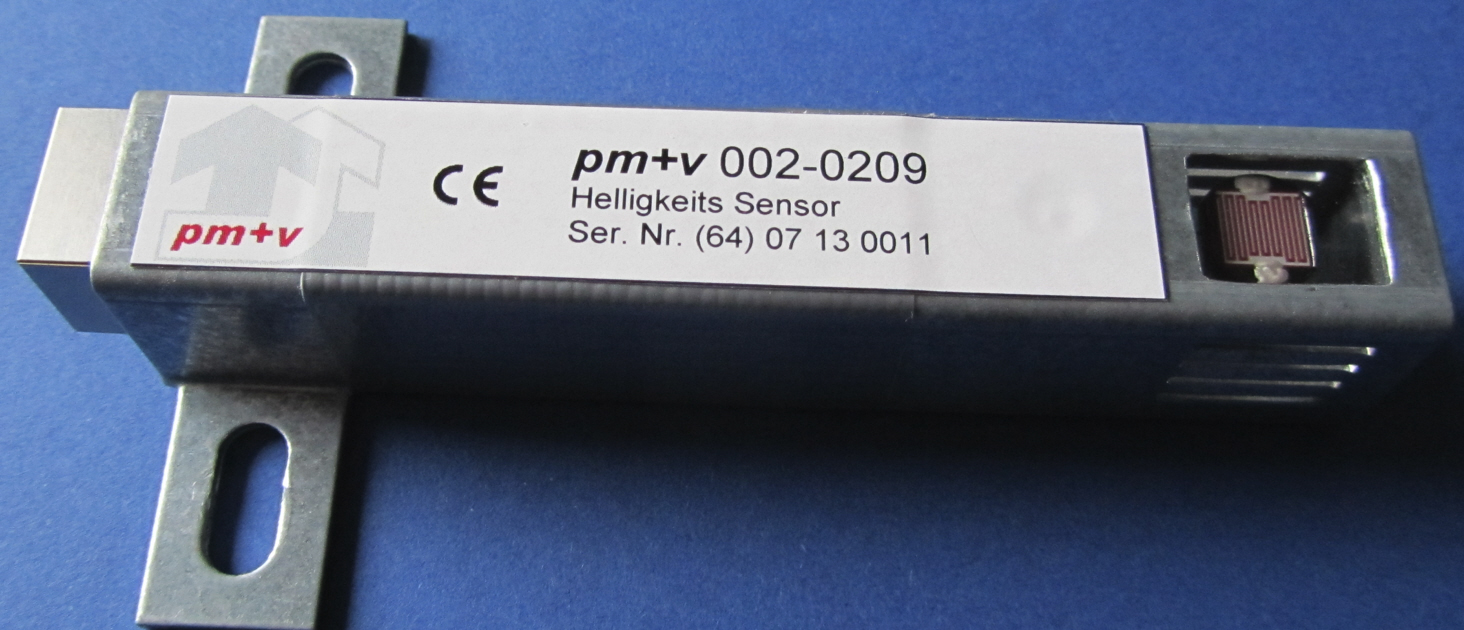 pm+v
CE
pm+v 002-0209
Helligkeits Sensor
Ser. Nr. (64) 07 13 0011